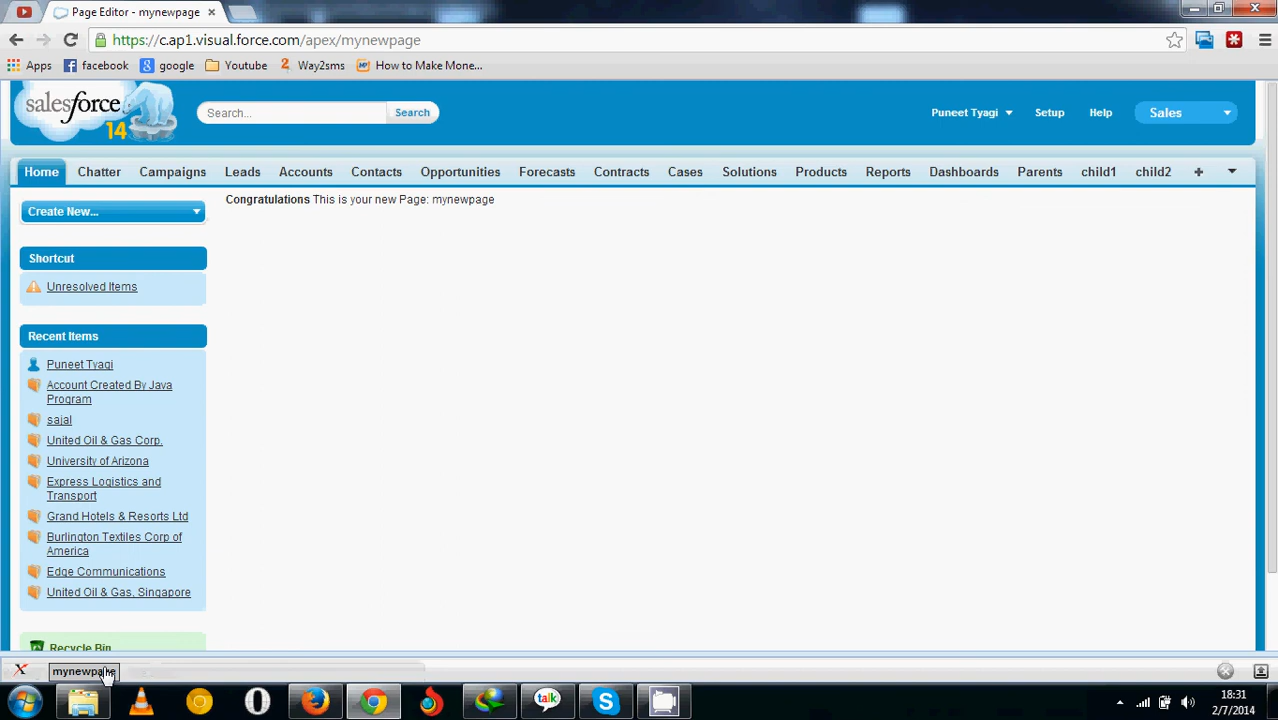 Page Editor - mynewpage
https://c.ap1.visual.force.com/apex/mynewpage
Apps facebook google Youtube Way2sms How to Make Mone...
salesforce
14
Search... Search
Puneet Tyagi Setup Help Sales
Home Chatter Campaigns Leads Accounts Contacts Opportunities Forecasts Contracts Cases Solutions Products Reports Dashboards Parents child1 child2 +
Create New...
Congratulations This is your new Page: mynewpage
Shortcut
Unresolved Items
Recent Items
Puneet Tyagi
Account Created By Java
Program
sajal
United Oil & Gas Corp.
University of Arizona
Express Logistics and
Transport
Grand Hotels & Resorts Ltd
Burlington Textiles Corp of
America
Edge Communications
United Oil & Gas, Singapore
Recycle Bin
mynewpage
talk
18:31
2/7/2014